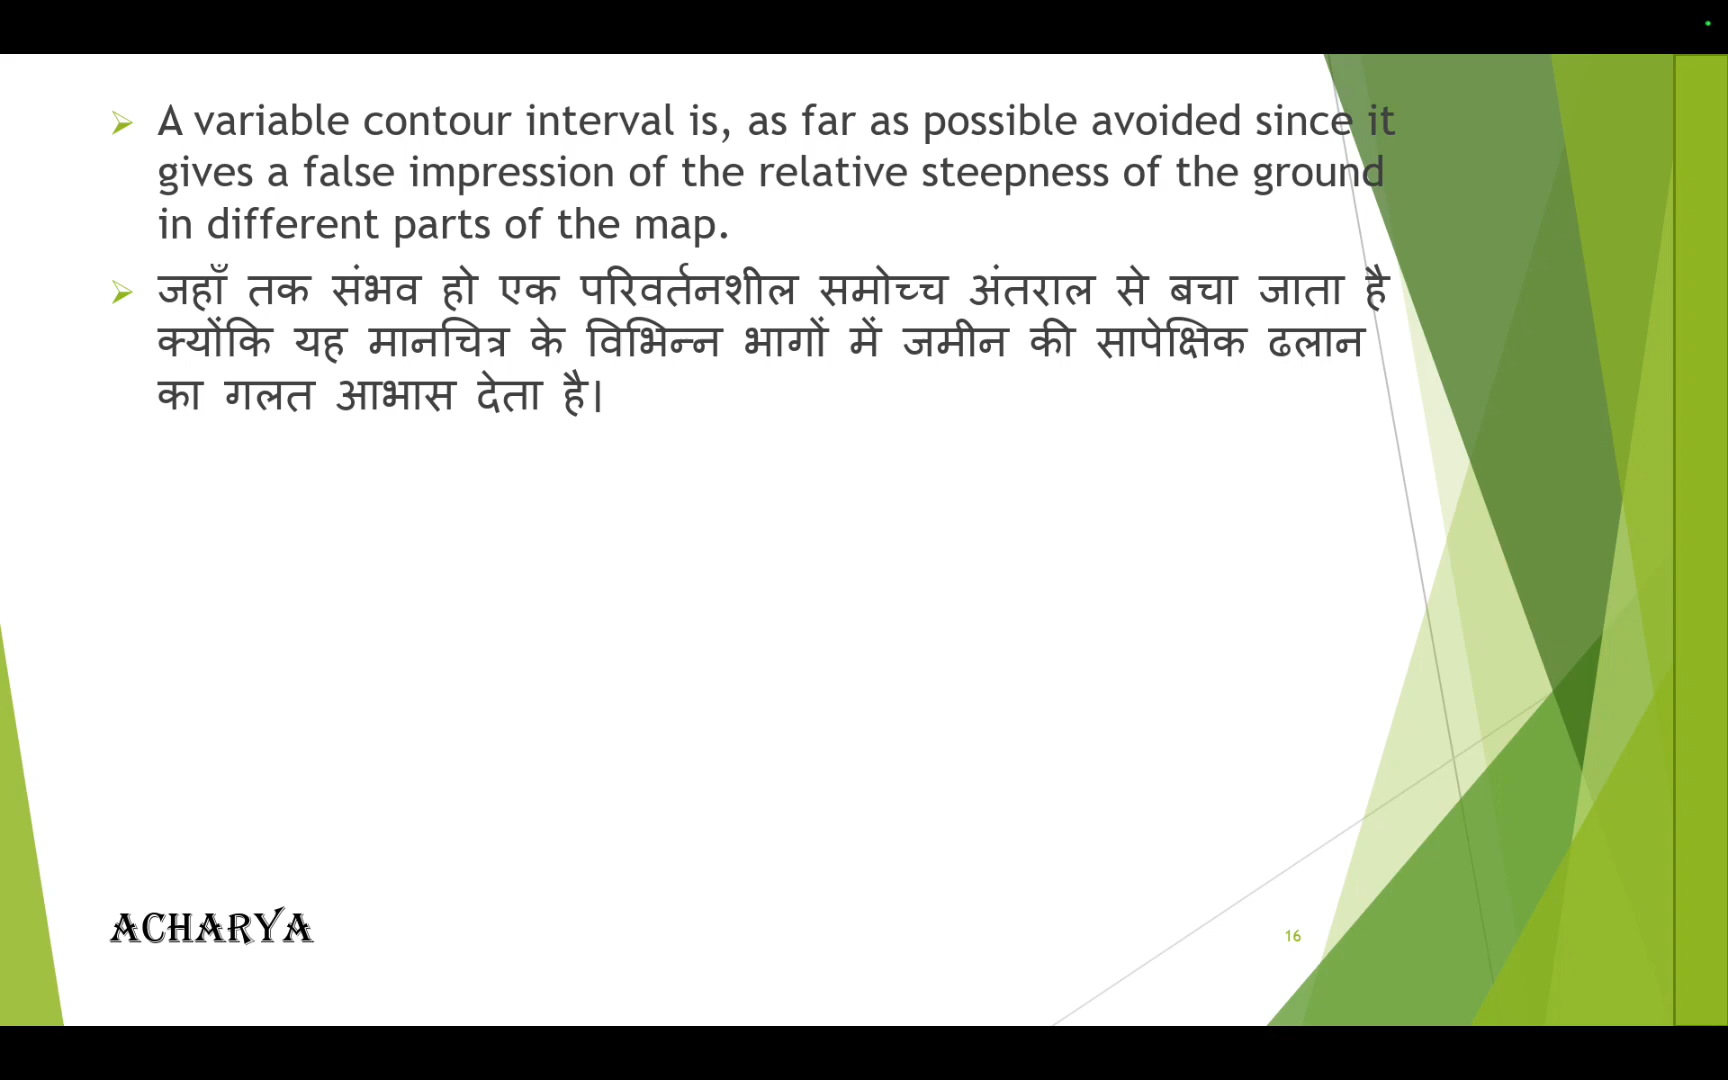 A variable contour interval is, as far as possible avoided since it
gives a false impression of the relative steepness of the ground
in different parts of the map.
जहाँ तक संभव हो एक परिवर्तनशील समोच्च अंतराल से बचा जाता है
क्योंकि यह मानचित्र के विभिन्न भागों में जमीन की सापेक्षिक ढलान
का गलत आभास देता है।
ACHARYA
16